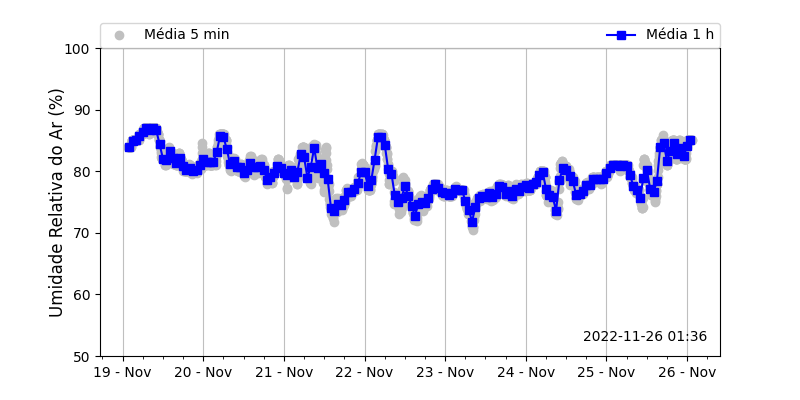 Média 5 min Média 1 h
Umidade Relativa do Ar (%)
100
90
80
70
60
50
2022-11-26 01:36
19 - Nov 20 - Nov 21 - Nov 22 - Nov 23 - Nov 24 - Nov 25 - Nov 26 - Nov